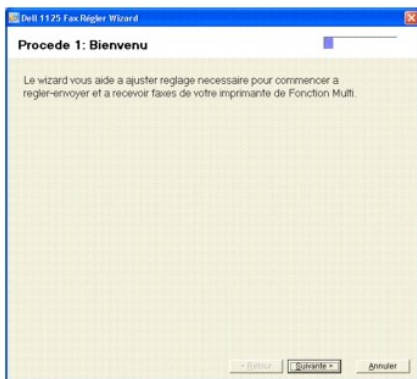 Dell 1125 Fax Régler Wizard
Procede 1: Bienvenu
Le wizard vous aide a ajuster reglage necessaire pour commencer a
regler-envoyer et a recevoir faxes de votre imprimante de Fonction Multi.
< Retour Suivante > Annuler